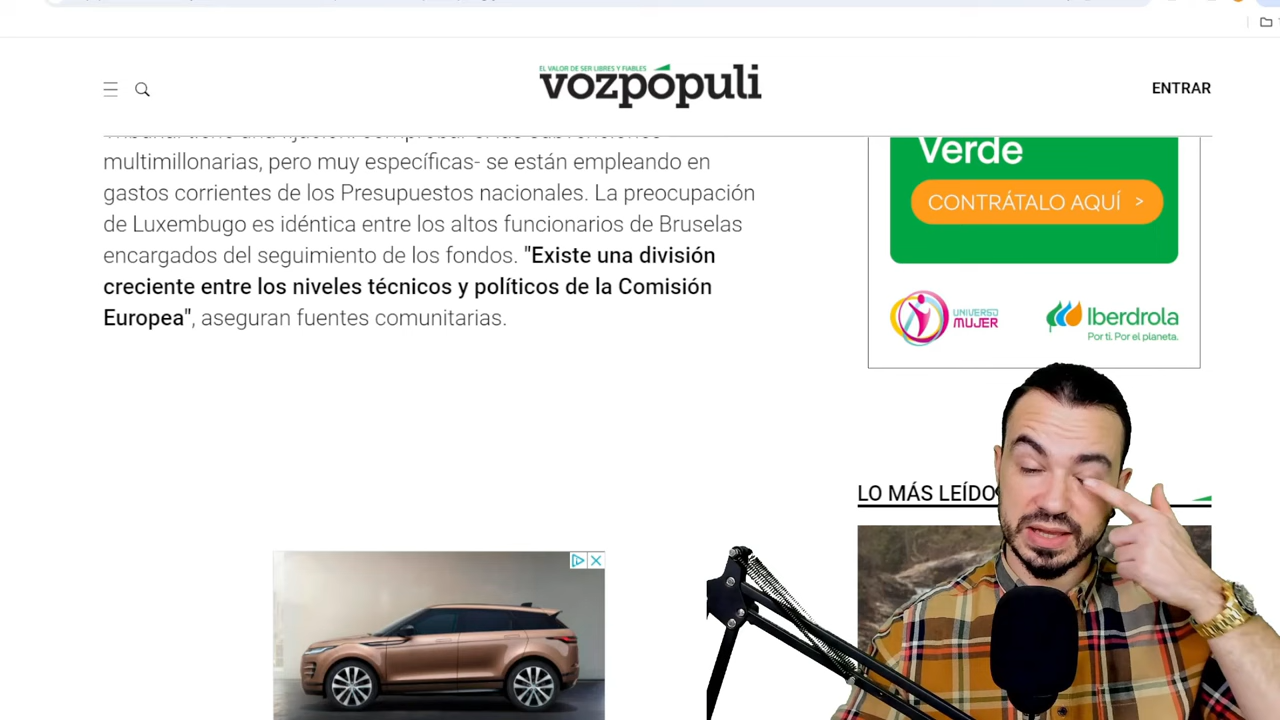 EL VALOR DE SER LIBRES Y FIABLES
vozpópuli
ENTRAR
multimillonarias, pero muy específicas- se están empleando en
gastos corrientes de los Presupuestos nacionales. La preocupación
de Luxembugo es idéntica entre los altos funcionarios de Bruselas
encargados del seguimiento de los fondos. "Existe una división
creciente entre los niveles técnicos y políticos de la Comisión
Europea", aseguran fuentes comunitarias.
Verde
CONTRÁTALO AQUÍ >
UNIVERSO
MUJER
Iberdrola
Por ti. Por el planeta.
LO MÁS LEÍDO